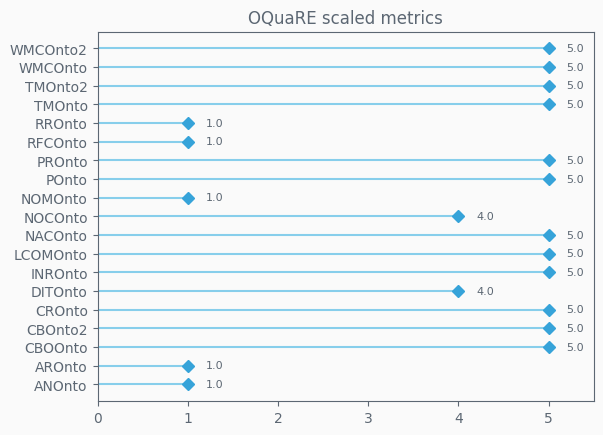 OQuaRE scaled metrics
WMCOnto2 5.0
WMCOnto 5.0
TMOnto2 5.0
TMOnto 5.0
RROnto 1.0
RFCOnto 1.0
PROnto 5.0
POnto 5.0
NOMOnto 1.0
NOCOnto 4.0
NACOnto 5.0
LCOMOnto 5.0
INROnto 5.0
DITOnto 4.0
CROnto 5.0
CBOnto2 5.0
CBOOnto 5.0
AROnto 1.0
ANOnto 1.0
0 1 2 3 4 5